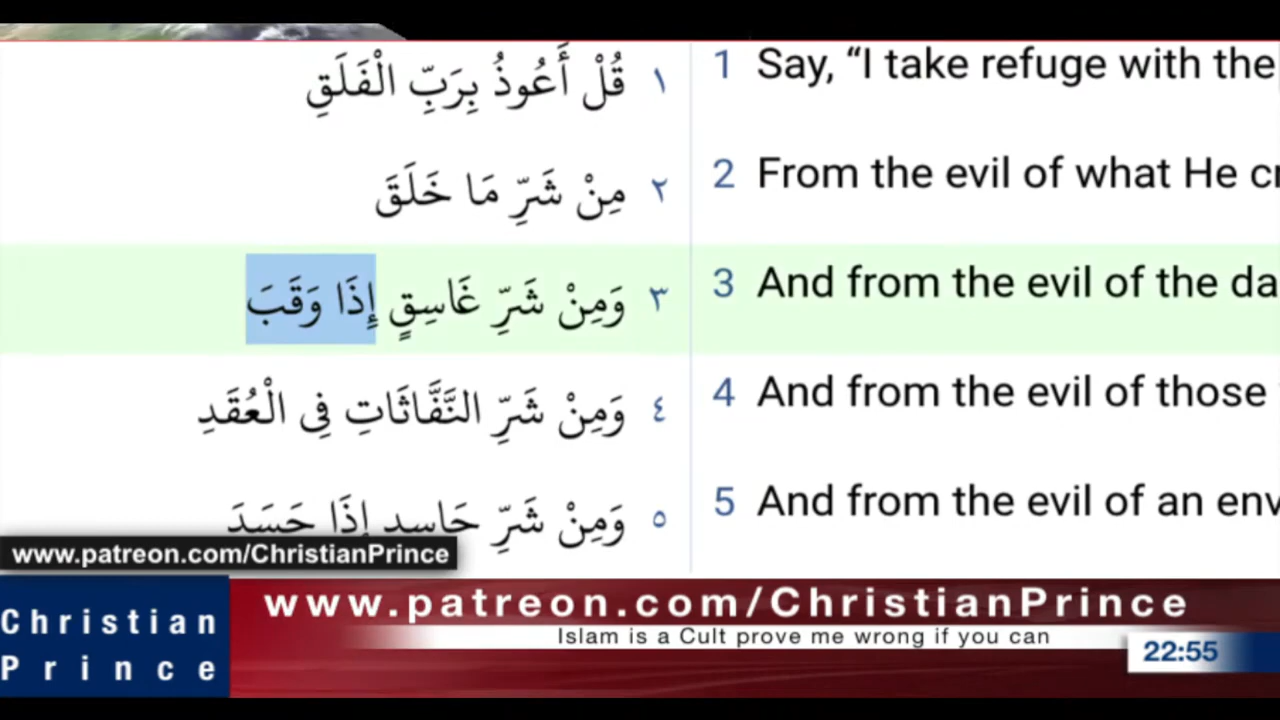 قُلْ أَعُوذُ بِرَبِّ الْفَلَقِ ١
1 Say, “I take refuge with the
مِنْ شَرِّ مَا خَلَقَ ٢
2 From the evil of what He
وَمِنْ شَرِّ غَاسِقٍ إِذَا وَقَبَ ٣
3 And from the evil of the
وَمِنْ شَرِّ النَّفَّاثَاتِ فِى الْعُقَدِ ٤
4 And from the evil of those
وَمِنْ شَرِّ حَاسِدٍ إِذَا حَسَدَ ٥
5 And from the evil of an
www.patreon.com/ChristianPrince
www.patreon.com/ChristianPrince
Islam is a Cult prove me wrong if you can
Christian
Prince
22:55